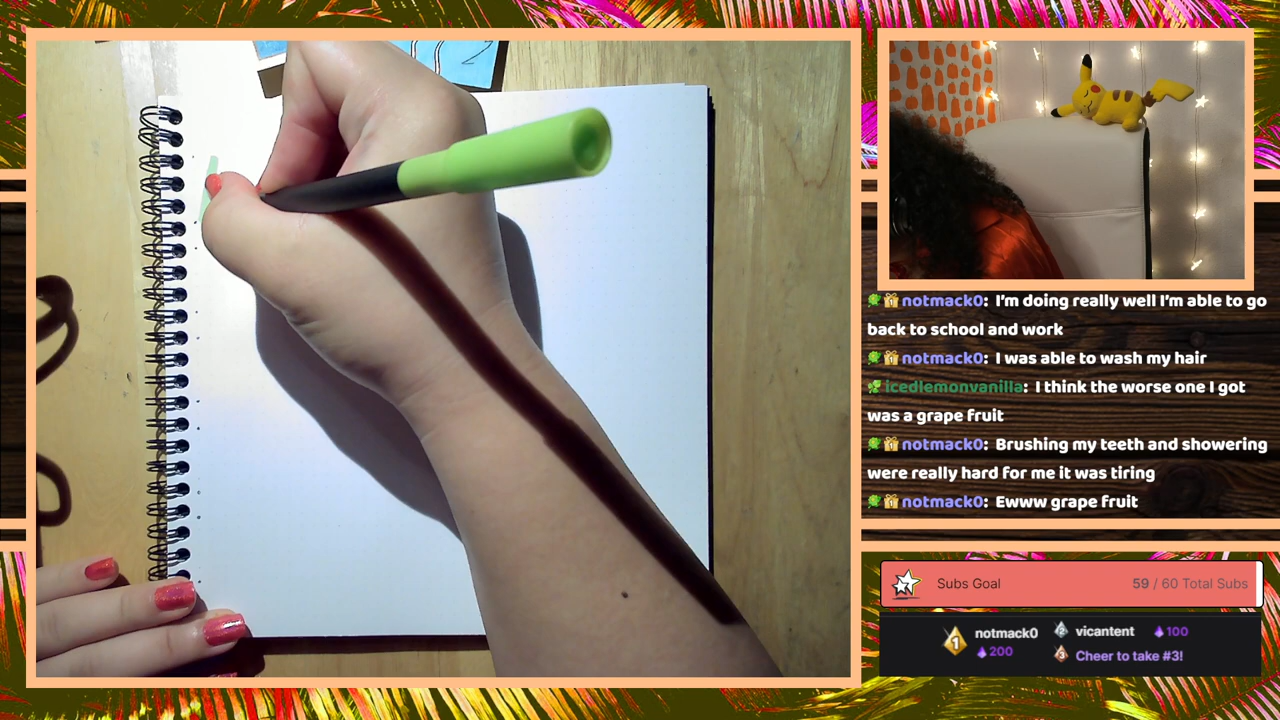 notmack0: I'm doing really well I'm able to go
back to school and work
notmack0: I was able to wash my hair
icedlemonvanilla: I think the worse one I got
was a grape fruit
notmack0: Brushing my teeth and showering
were really hard for me it was tiring
notmack0: Ewww grape fruit
Subs Goal 59 / 60 Total Subs
1 notmack0 200
2 vicantent 100
3 Cheer to take #3!